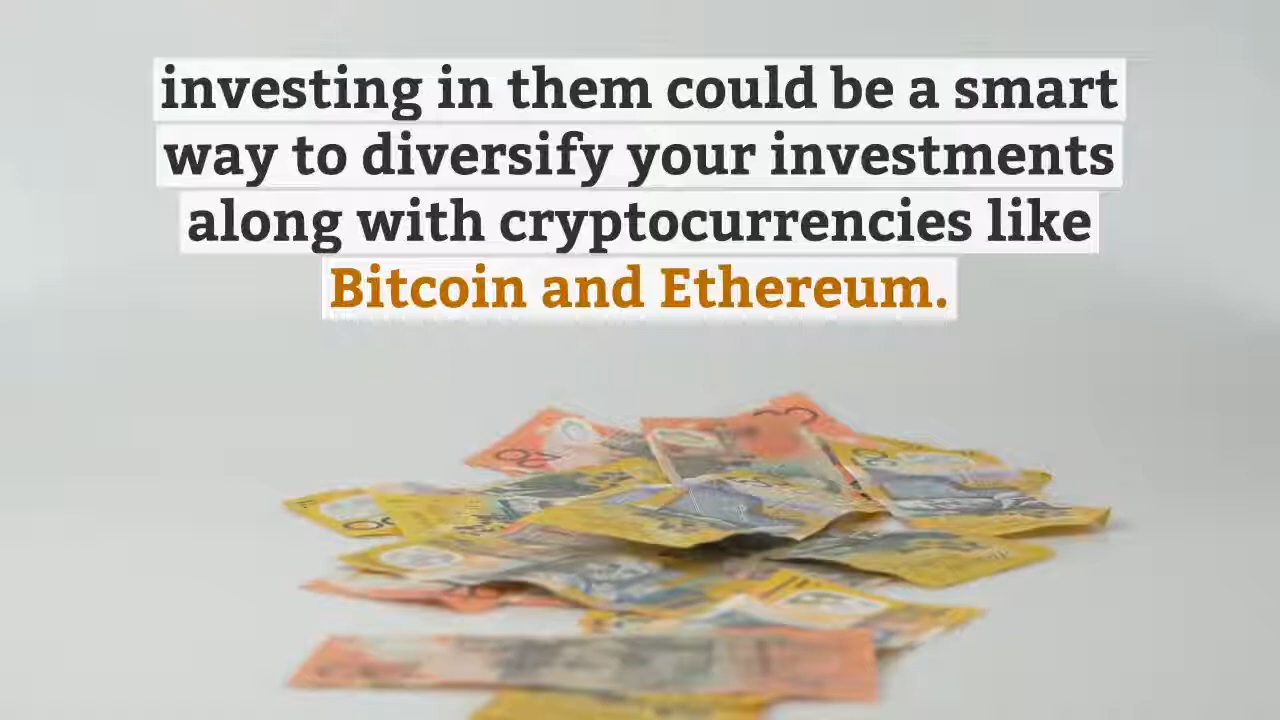 investing in them could be a smart
way to diversify your investments
along with cryptocurrencies like
Bitcoin and Ethereum.